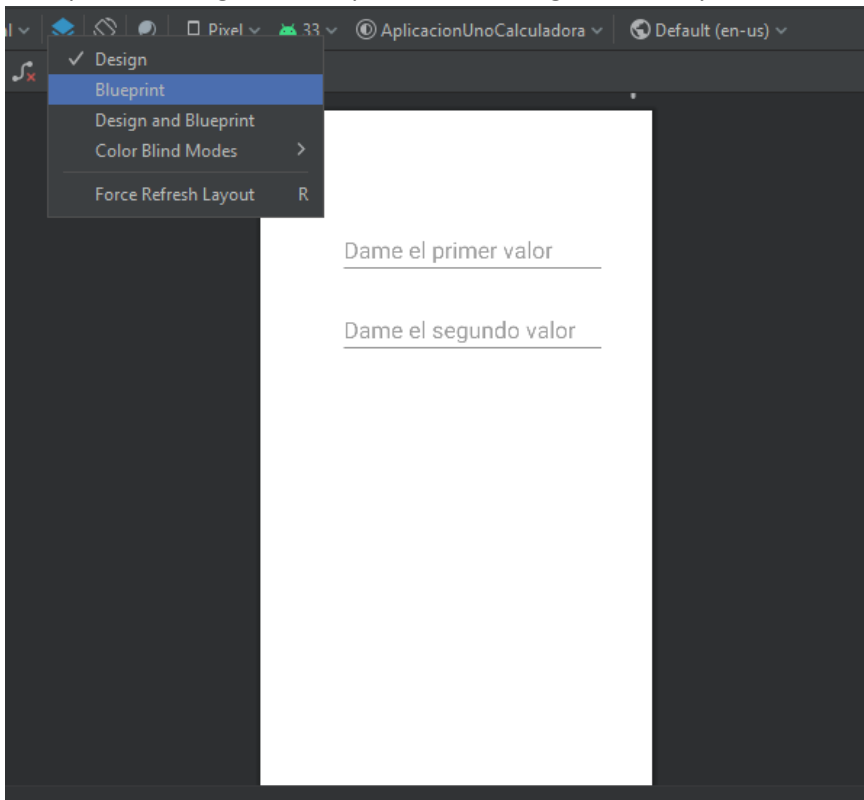 Pixel 33 AplicacionUnoCalculadora Default (en-us)
Design
Blueprint
Design and Blueprint
Color Blind Modes
Force Refresh Layout R
Dame el primer valor
Dame el segundo valor